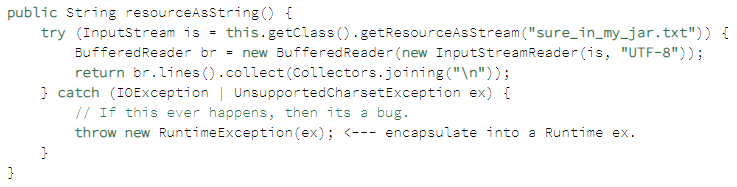 public String resourceAsString() {
    try (InputStream is = this.getClass().getResourceAsStream("sure_in_my_jar.txt")) {
        BufferedReader br = new BufferedReader(new InputStreamReader(is, "UTF-8"));
        return br.lines().collect(Collectors.joining("\n"));
    } catch (IOException | UnsupportedCharsetException ex) {
        // If this ever happens, then its a bug.
        throw new RuntimeException(ex); <--- encapsulate into a Runtime ex.
    }
}